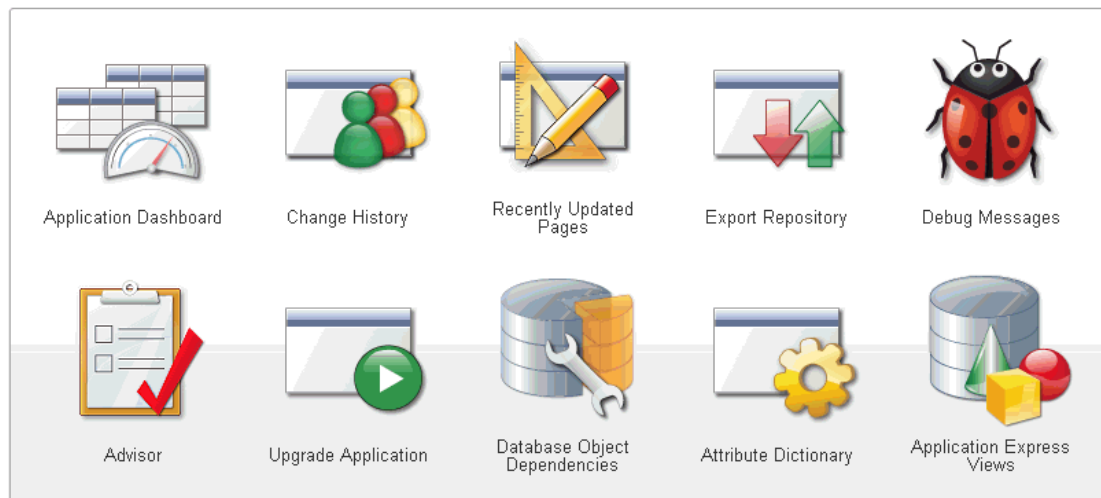 Application Dashboard
Change History
Recently Updated
Pages
Export Repository
Debug Messages
Advisor
Upgrade Application
Database Object
Dependencies
Attribute Dictionary
Application Express
Views